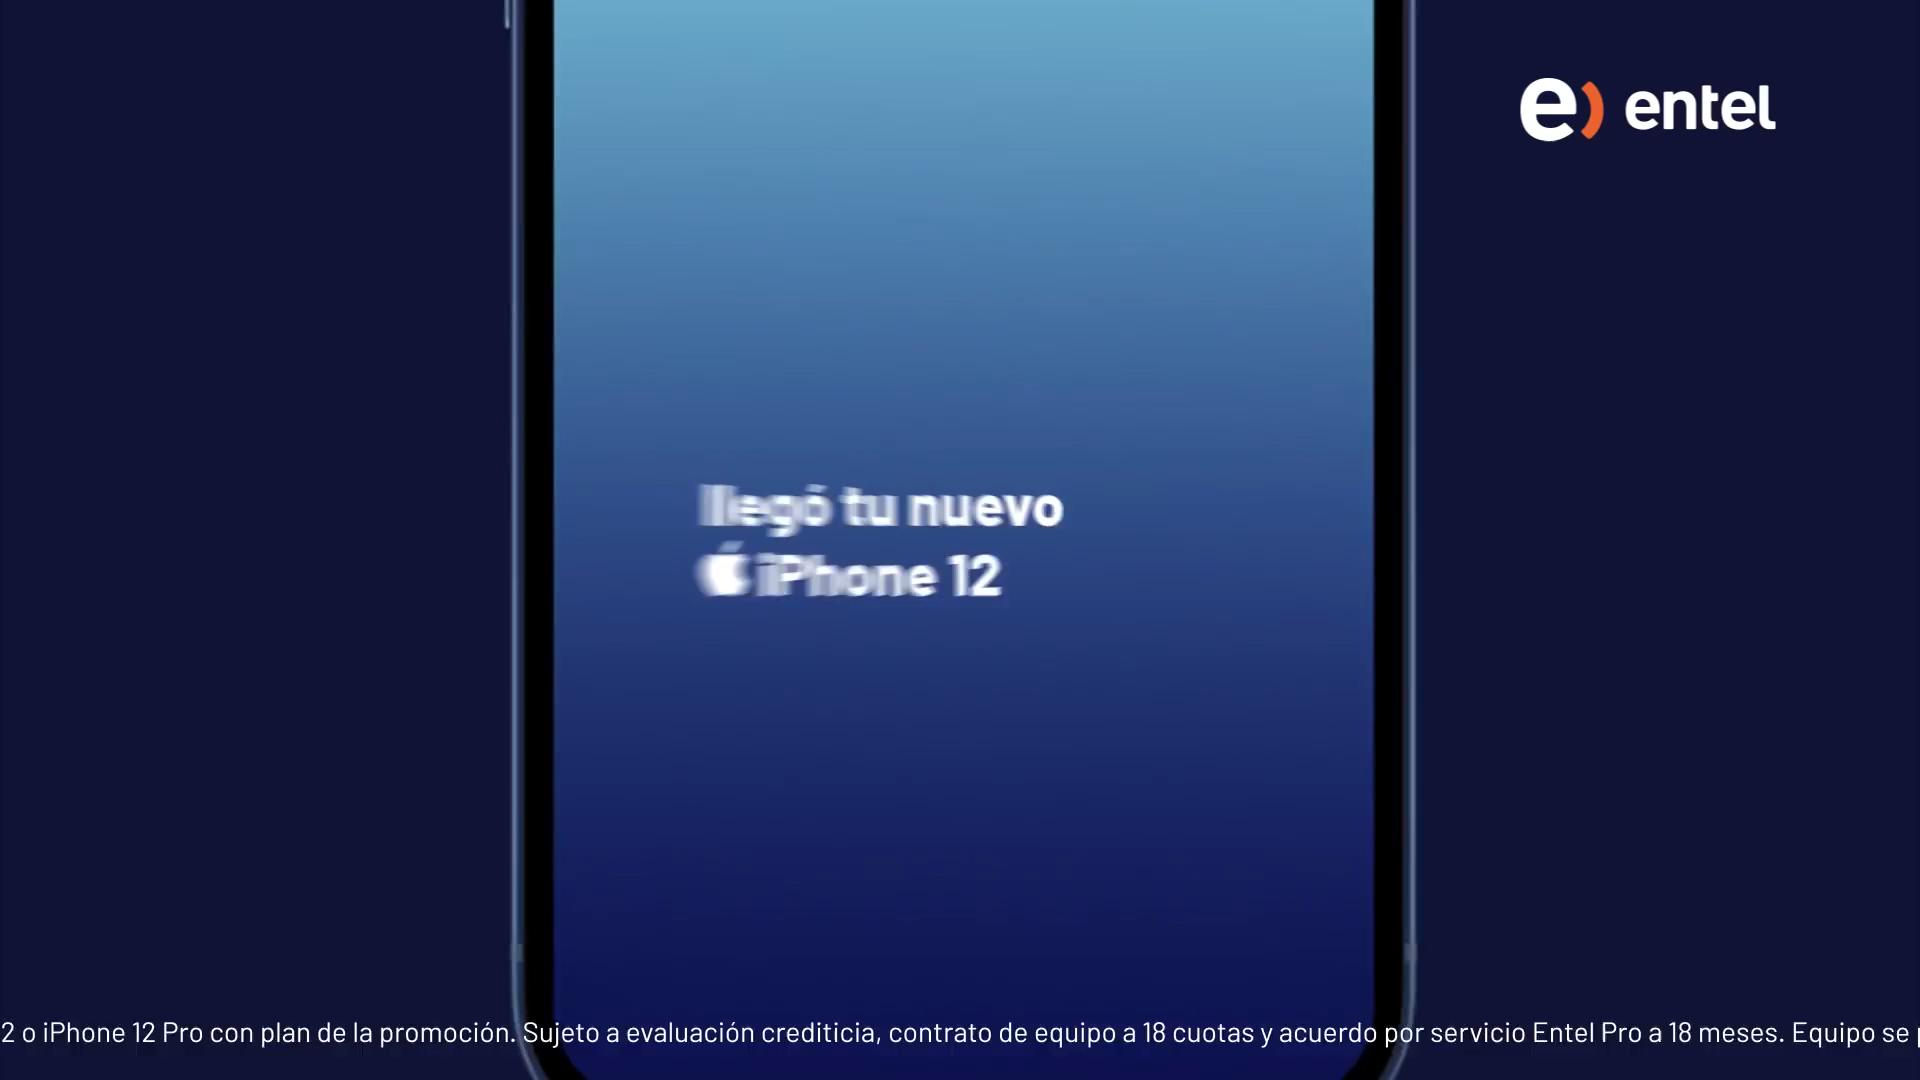 e) entel
llegó tu nuevo
iPhone 12
2 o iPhone 12 Pro con plan de la promoción. Sujeto a evaluación crediticia, contrato de equipo a 18 cuotas y acuerdo por servicio Entel Pro a 18 meses. Equipo se